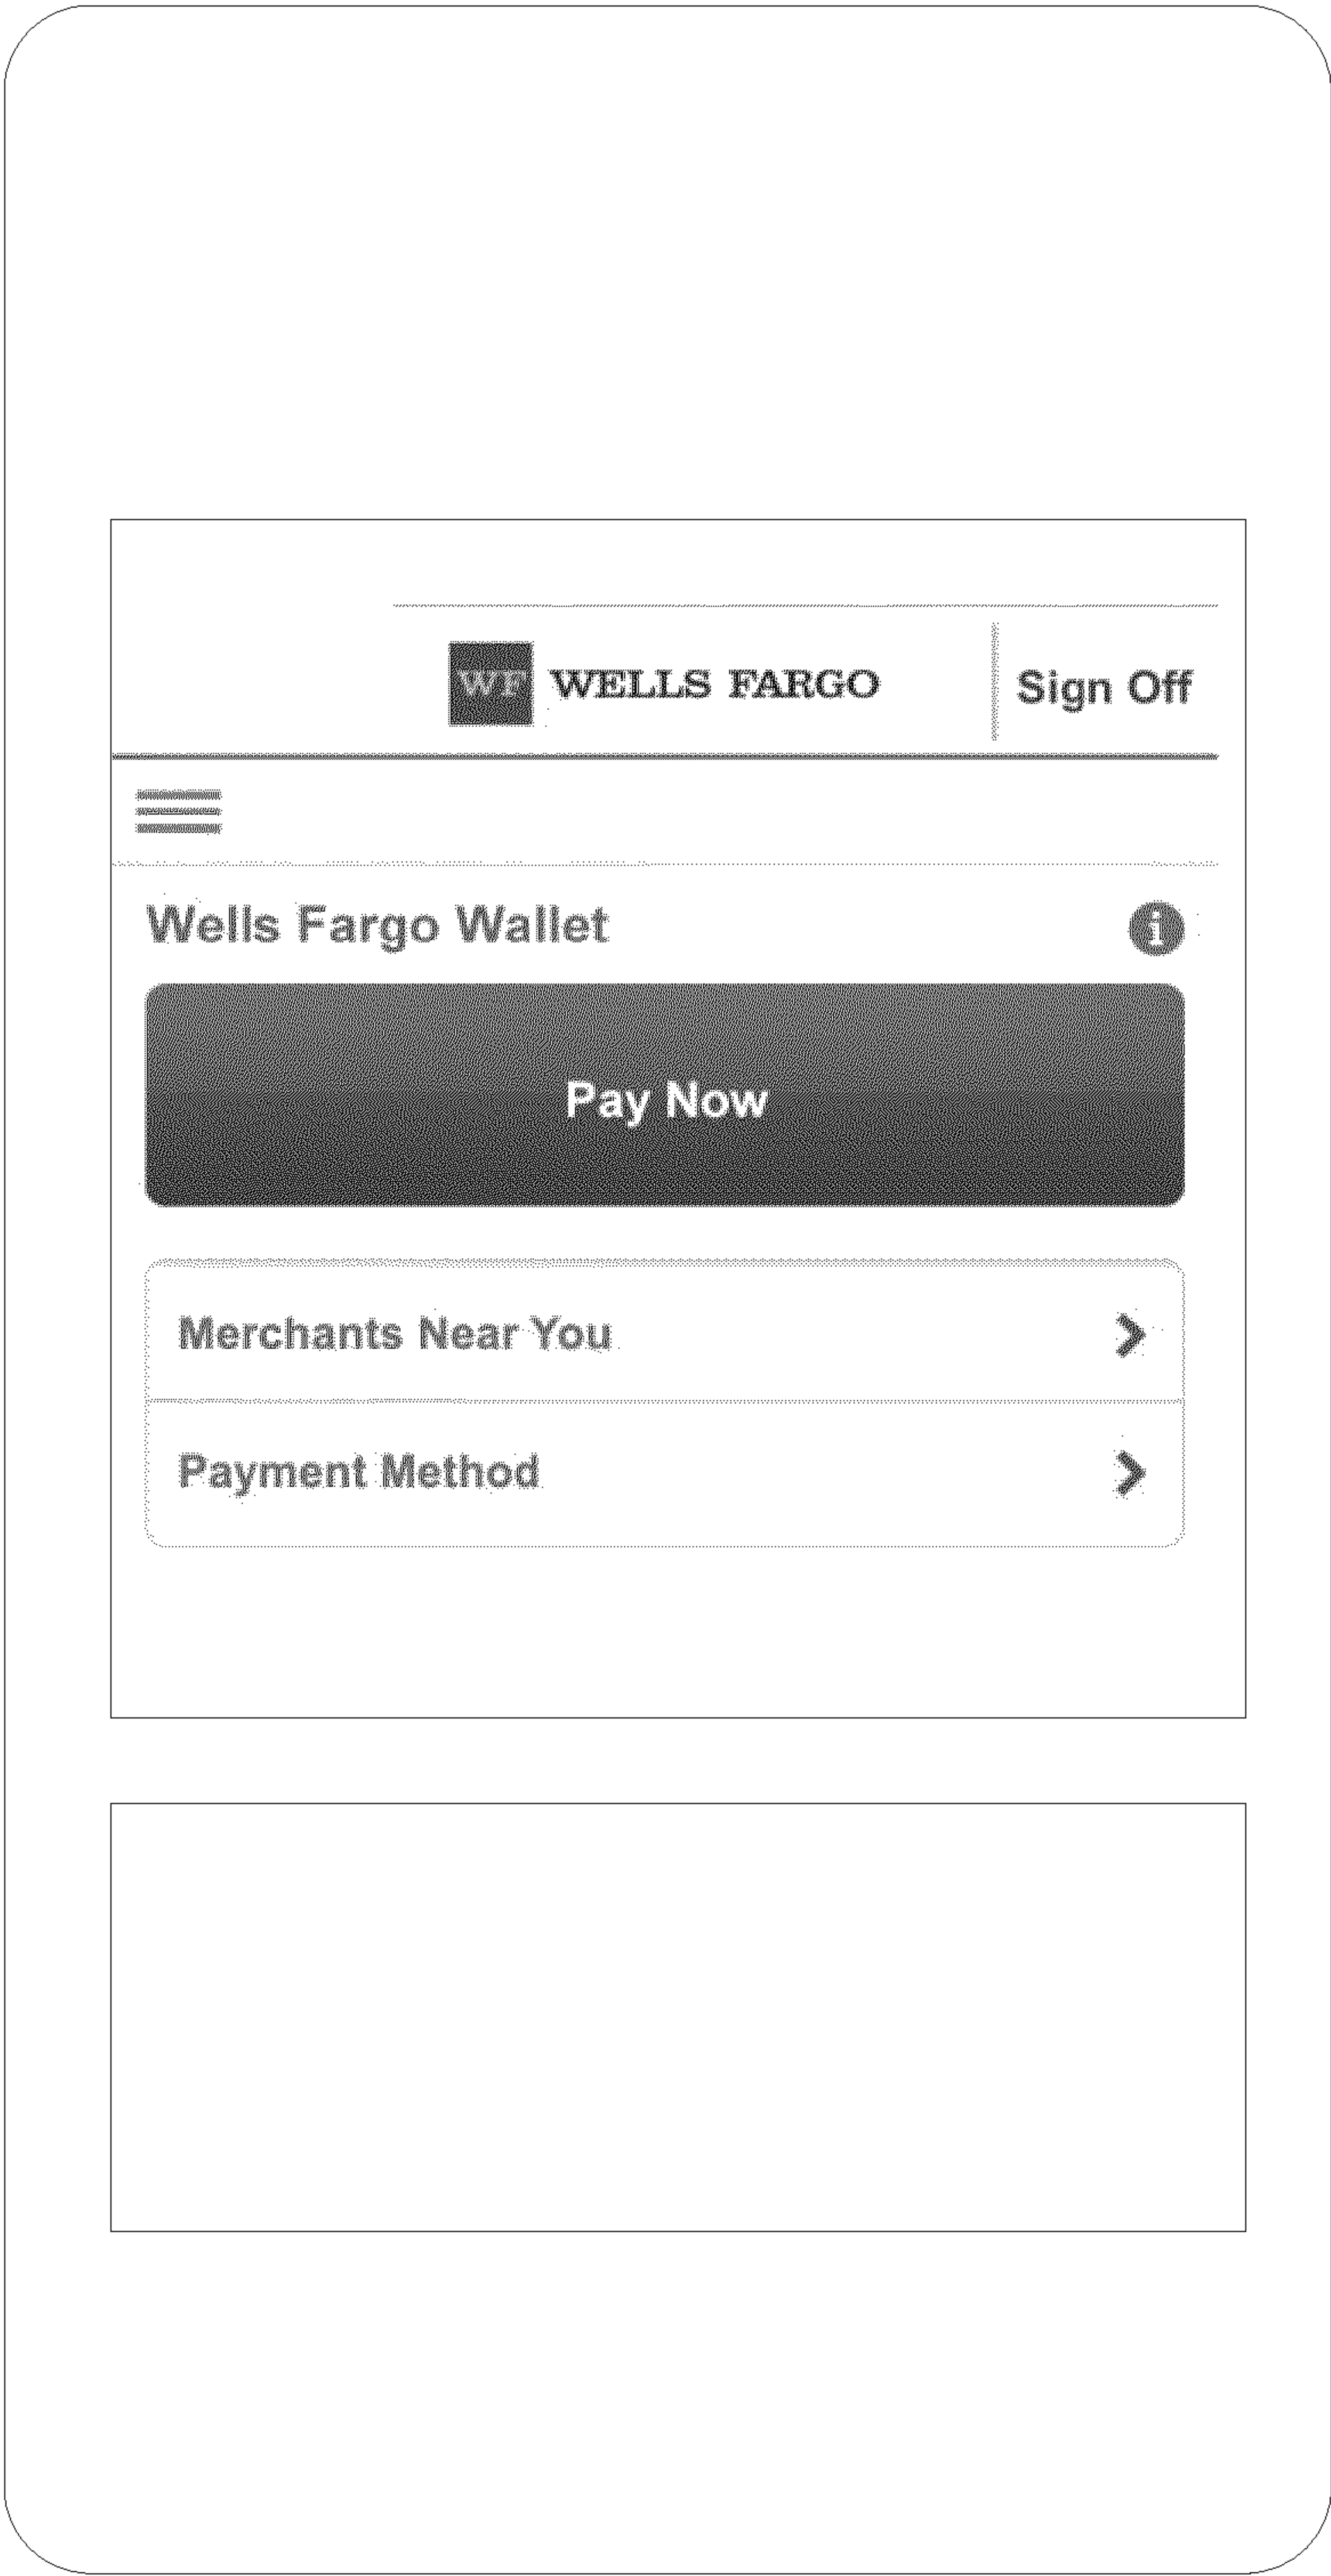 WF WELLS FARGO Sign Off
Wells Fargo Wallet i
Pay Now
Merchants Near You
Payment Method